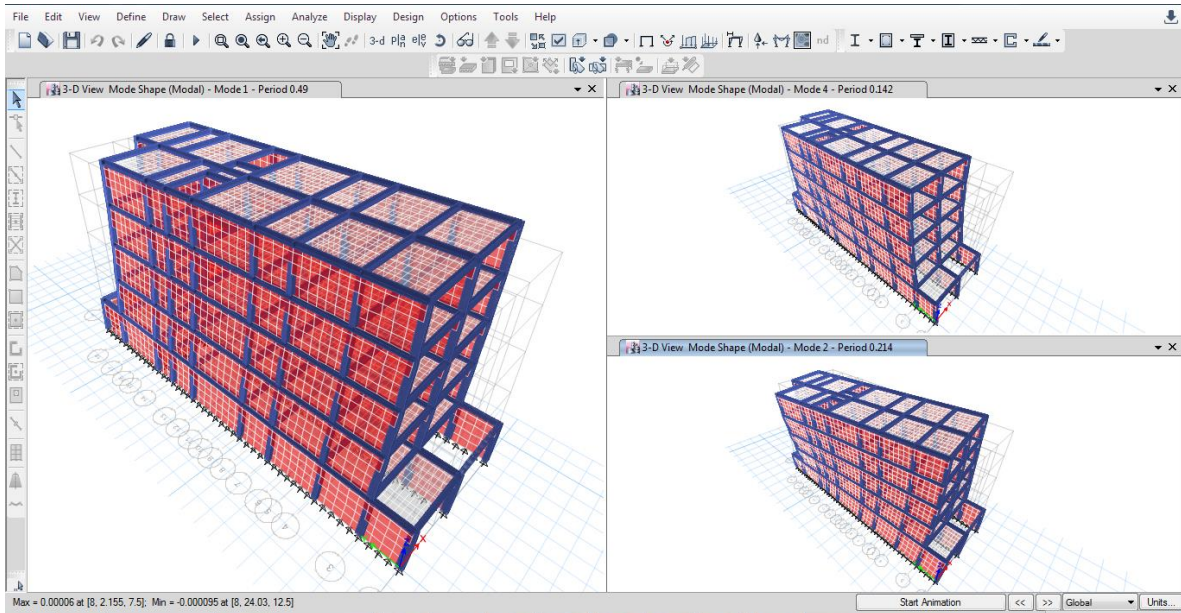 File Edit View Define Draw Select Assign Analyze Display Design Options Tools Help
3-d nd
3-D View Mode Shape (Modal) - Mode 1 - Period 0.49
3-D View Mode Shape (Modal) - Mode 4 - Period 0.142
3-D View Mode Shape (Modal) - Mode 2 - Period 0.214
X
Max = 0.00006 at [8, 2.155, 7.5]; Min = -0.000095 at [8, 24.03, 12.5]
Start Animation << >> Global Units...